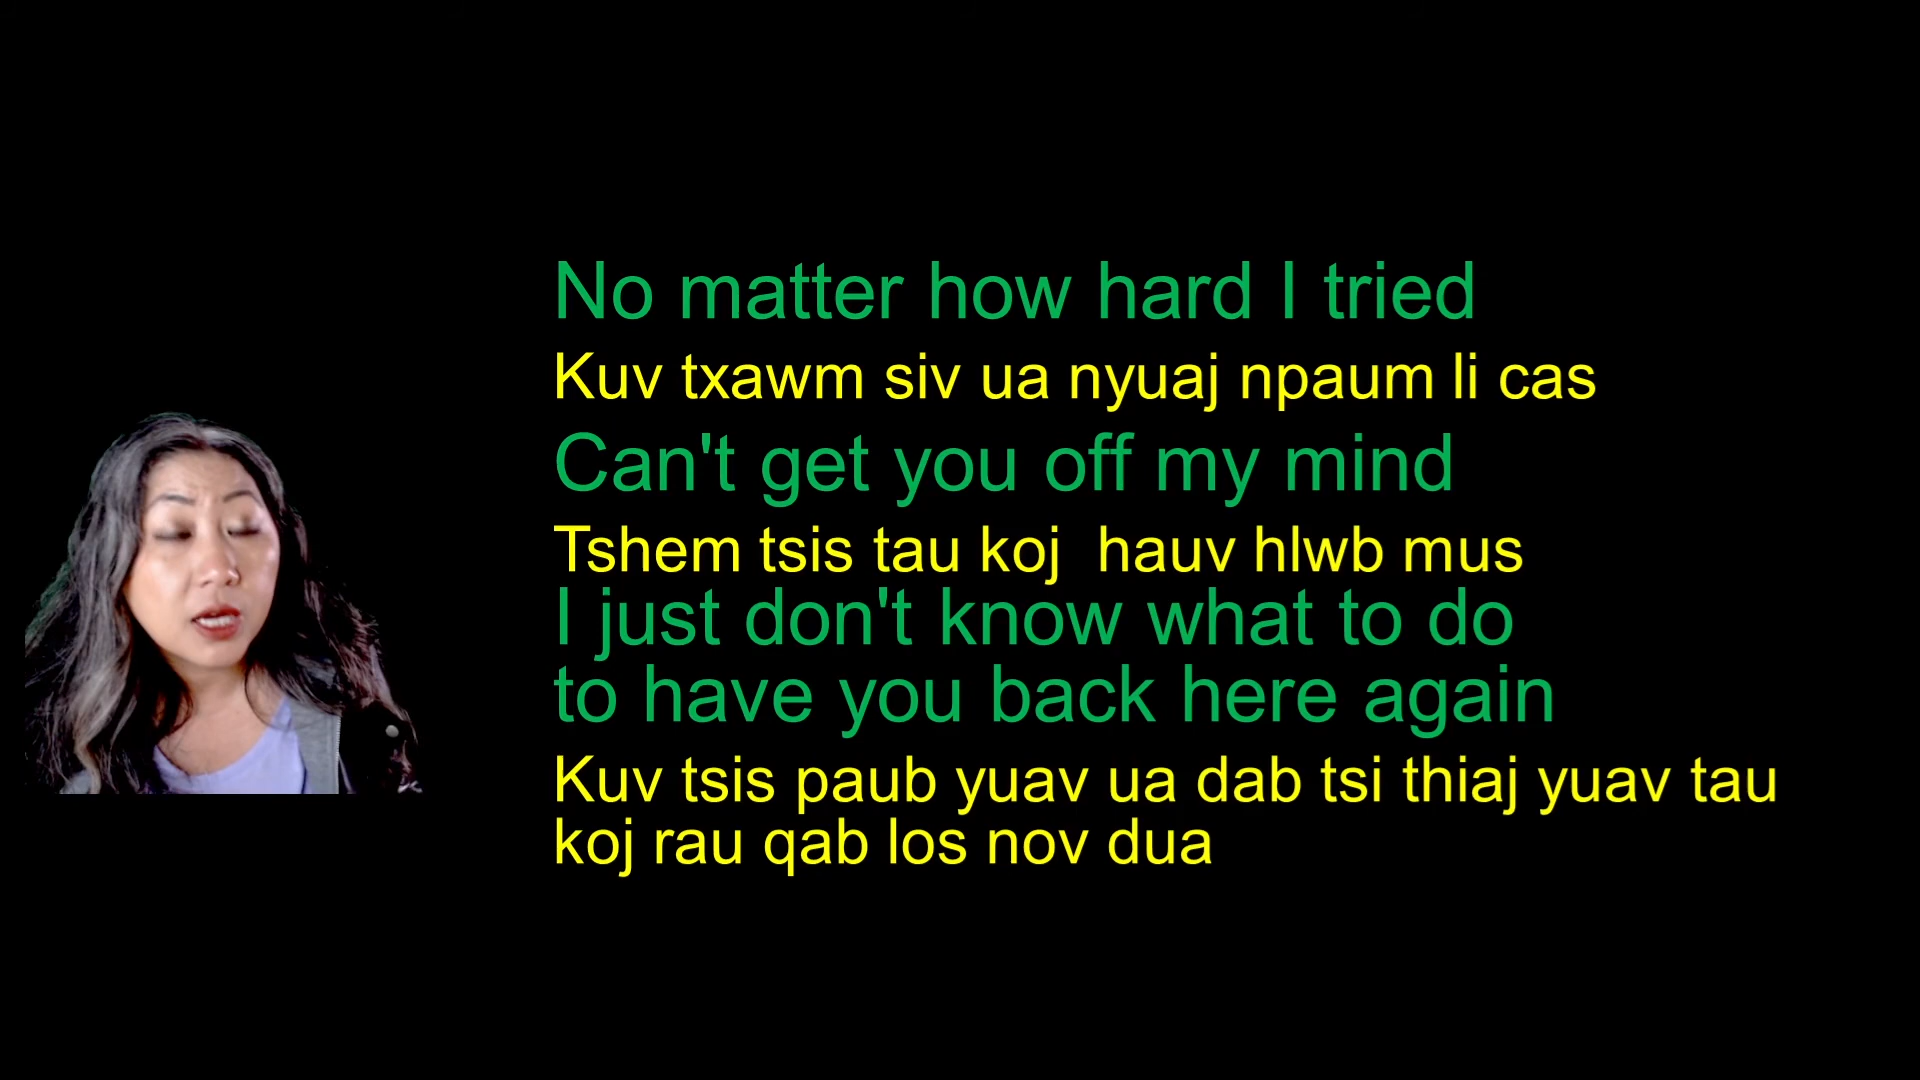 No matter how hard I tried
Kuv txawm siv ua nyuaj npaum li cas
Can't get you off my mind
Tshem tsis tau koj  hauv hlwb mus
I just don't know what to do
to have you back here again
Kuv tsis paub yuav ua dab tsi thiaj yuav tau
koj rau qab los nov dua